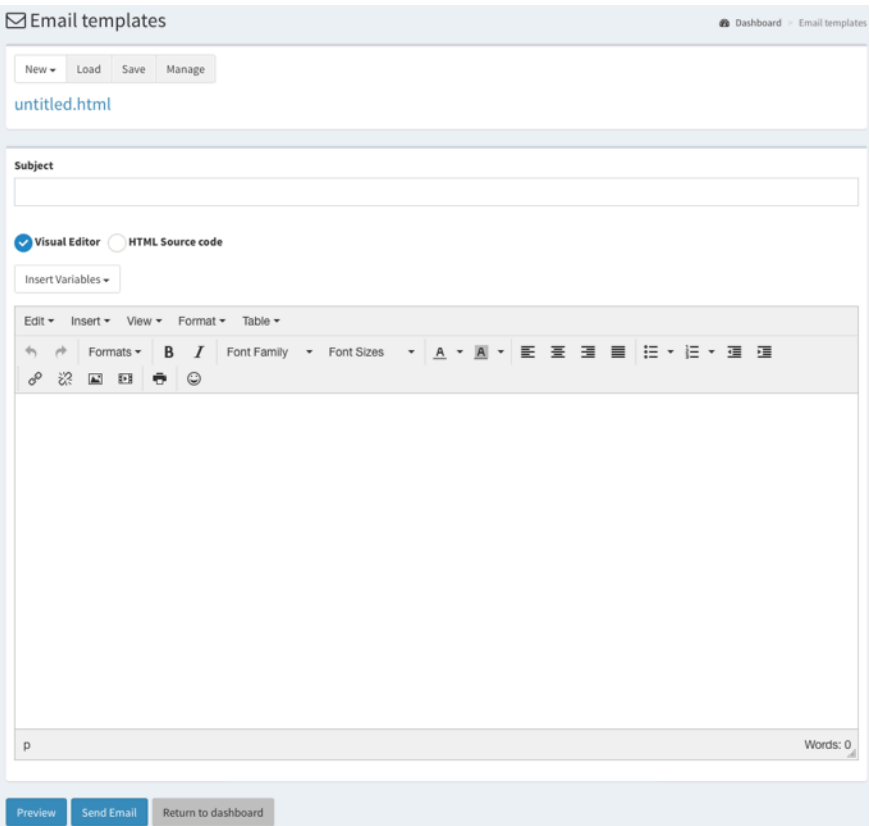 Email templates
Dashboard > Email templates
New Load Save Manage
untitled.html
Subject
Visual Editor HTML Source code
Insert Variables
Edit Insert View Format Table
Formats B I Font Family Font Sizes A A
p Words: 0
Preview Send Email Return to dashboard